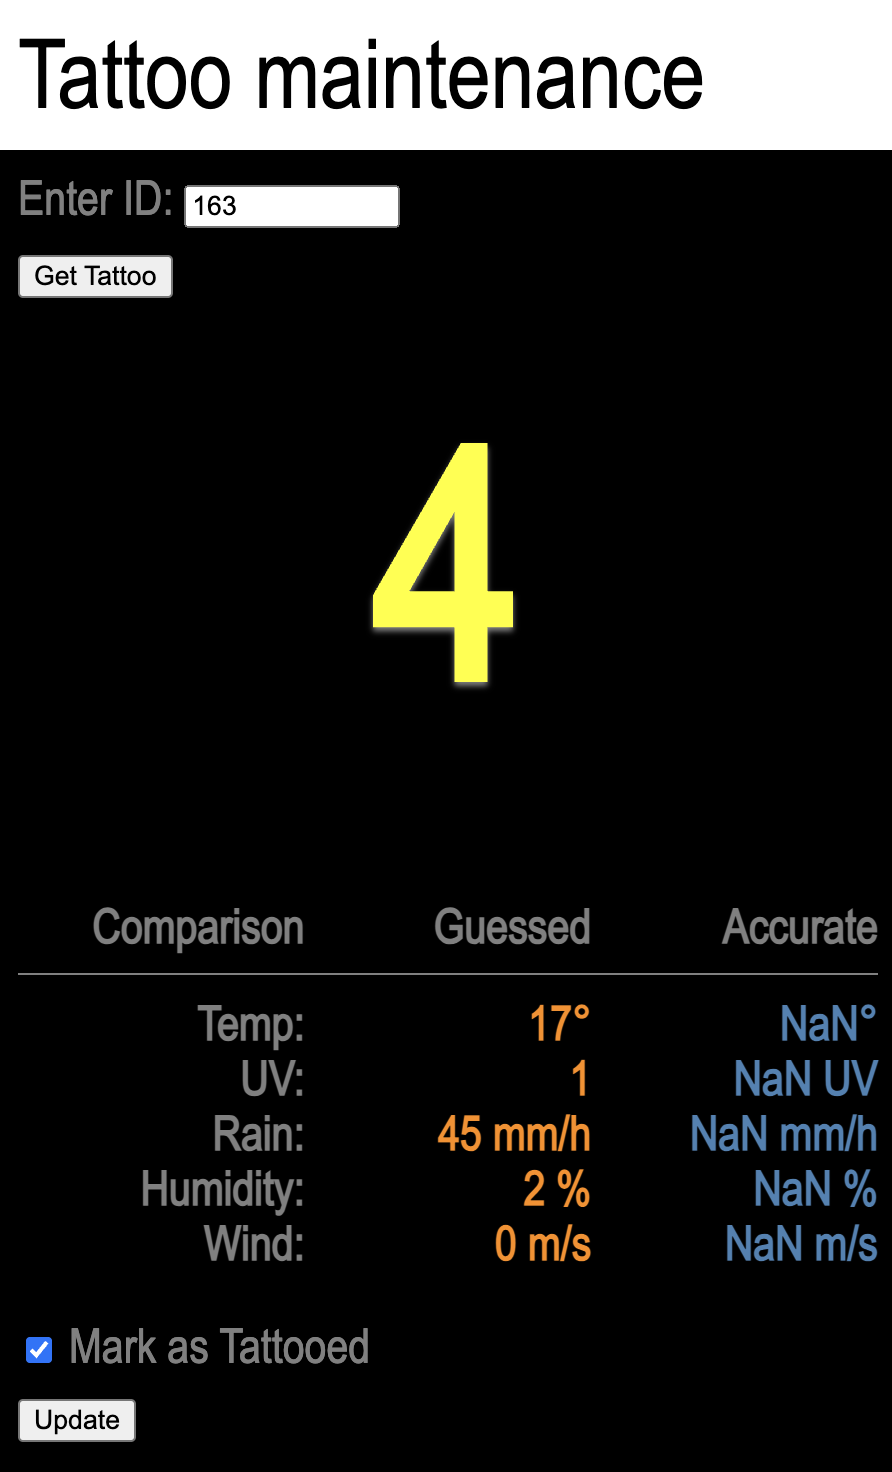 Tattoo maintenance
Enter ID: 163
Get Tattoo
4
Comparison Guessed Accurate
Temp: 17° NaN°
UV: 1 NaN UV
Rain: 45 mm/h NaN mm/h
Humidity: 2 % NaN %
Wind: 0 m/s NaN m/s
Mark as Tattooed
Update